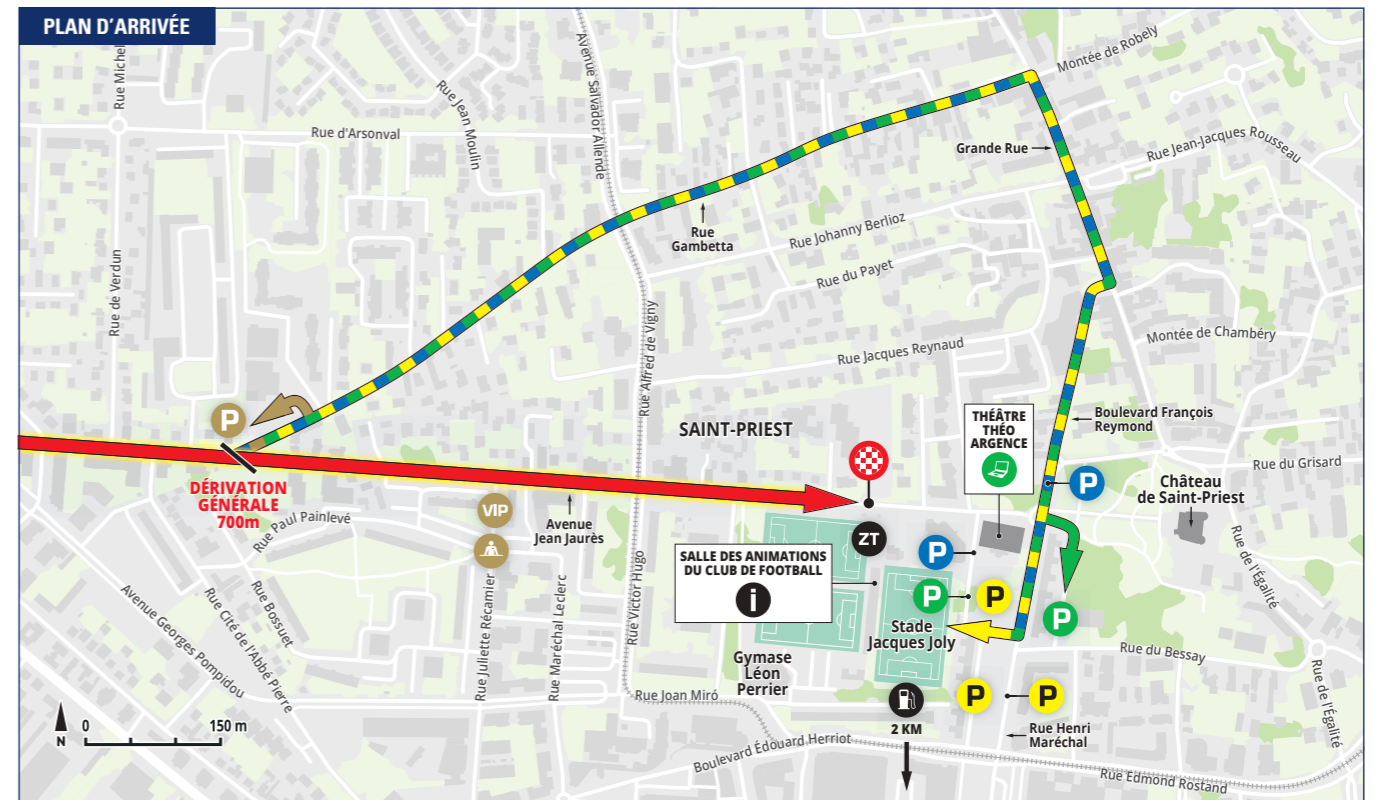 PLAN D'ARRIVÉE
Rue Michel
Rue Jean Moulin
Avenue Salvador Allende
Montée de Robely
Rue d'Arsonval
Grande Rue
Rue Jean-Jacques Rousseau
Rue
Gambetta
Rue Johanny Berlioz
Rue du Payet
Rue de Verdun
Rue Alfred de Vigny
Montée de Chambéry
Rue Jacques Reynaud
P
SAINT-PRIEST
THÉÂTRE
THÉO
ARGENCE
Boulevard François
Reymond
Rue du Grisard
P
Château
de Saint-Priest
DÉRIVATION
GÉNÉRALE
700m
Rue Paul Painlevé
VIP
Avenue
Jean Jaurès
ZT
P
SALLE DES ANIMATIONS
DU CLUB DE FOOTBALL
i
P
P
P
Stade
Jacques Joly
Rue de l'Égalité
Rue Victor Hugo
Avenue Georges Pompidou
Rue Cité de l'Abbé Pierre
Rue Bossuet
Rue Juliette Récamier
Rue Maréchal Leclerc
Gymase
Léon
Perrier
Rue du Bessay
Rue de l'Égalité
Rue Joan Miró
P
P
2 KM
Rue Henri
Maréchal
N
0
150 m
Boulevard Édouard Herriot
Rue Edmond Rostand